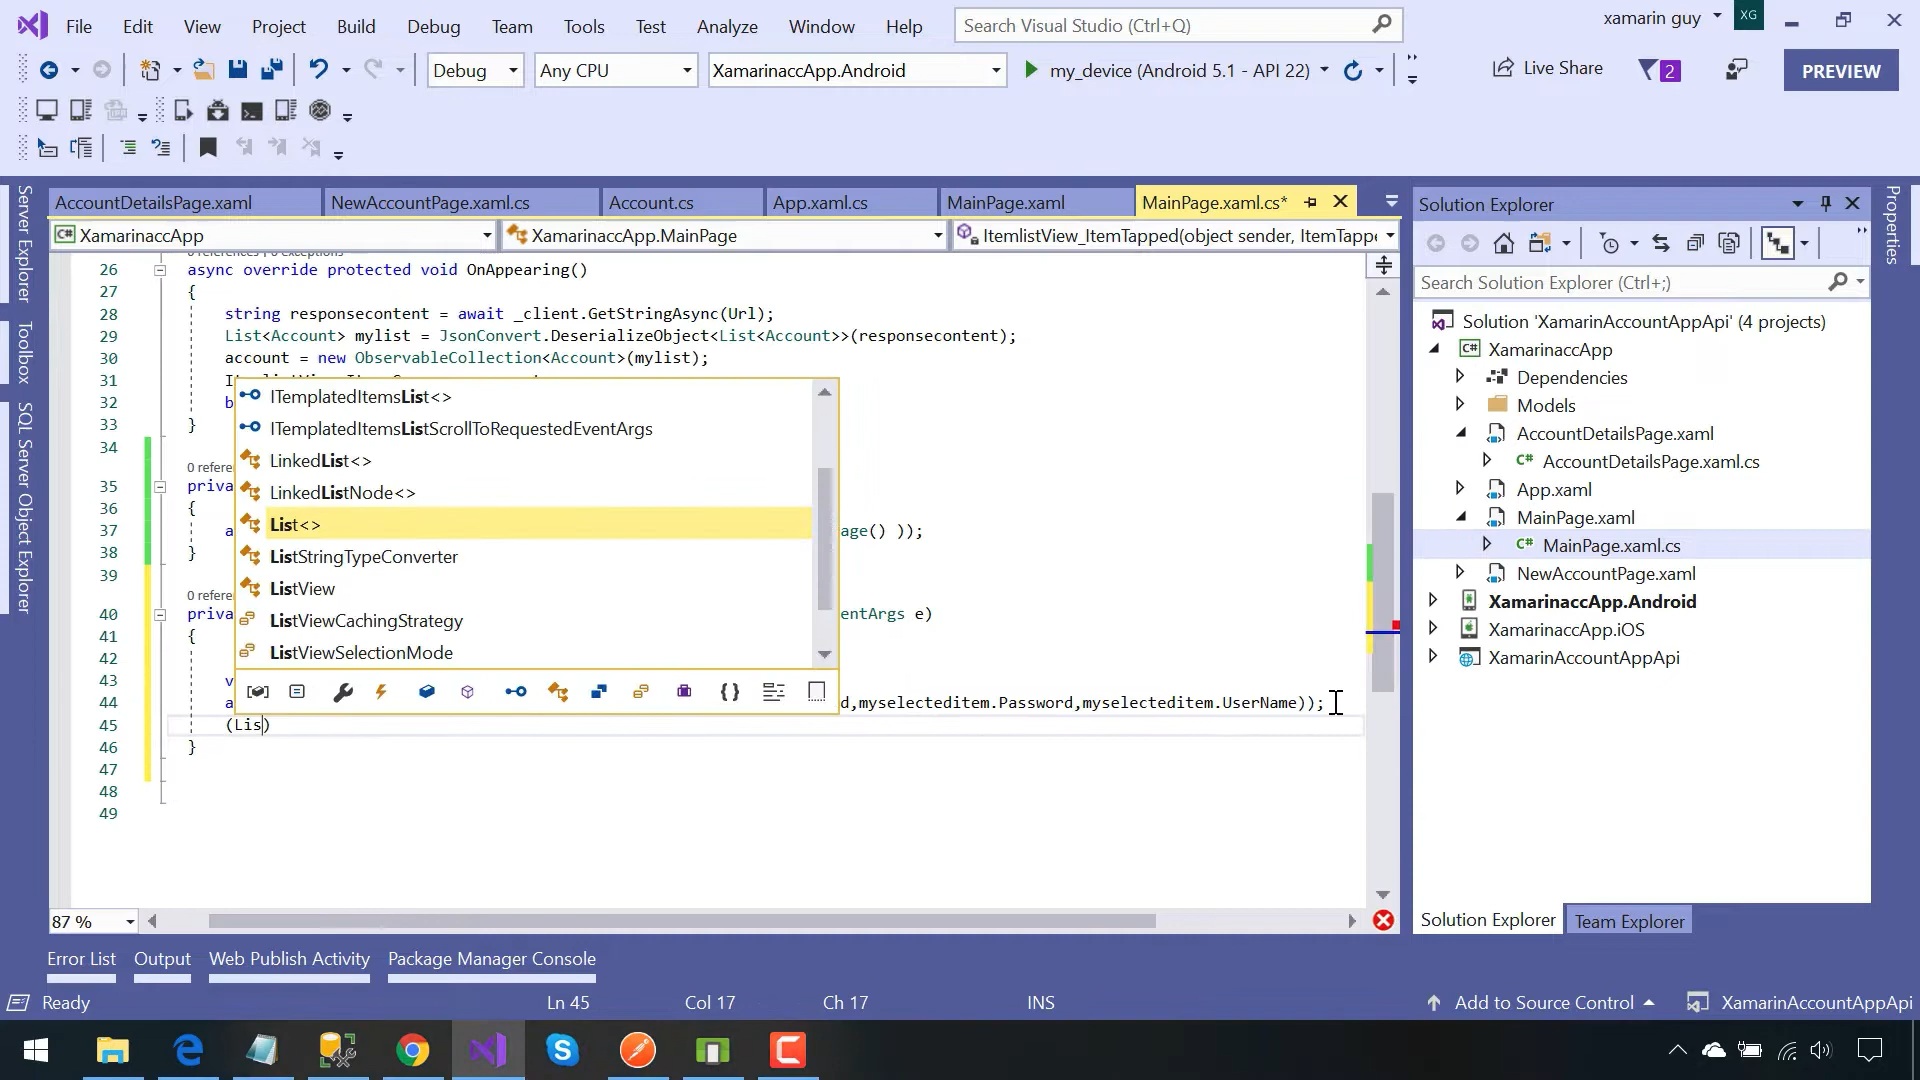 File Edit View Project Build Debug Team Tools Test Analyze Window Help Search Visual Studio (Ctrl+Q) xamarin guy XG
Debug Any CPU XamarinaccApp.Android my_device (Android 5.1 - API 22) Live Share 2 PREVIEW
AccountDetailsPage.xaml NewAccountPage.xaml.cs Account.cs App.xaml.cs MainPage.xaml MainPage.xaml.cs*
XamarinaccApp XamarinaccApp.MainPage ItemlistView_ItemTapped(object sender, ItemTappe
Server Explorer
Toolbox
SQL Server Object Explorer
26 async override protected void OnAppearing()
27 {
28 string responsecontent = await _client.GetStringAsync(Url);
29 List<Account> mylist = JsonConvert.DeserializeObject<List<Account>>(responsecontent);
30 account = new ObservableCollection<Account>(mylist);
31
32 b
33 }
34
0 refere
35 priva
36 {
37 a age() ));
38 }
39
0 refere
40 priva entArgs e)
41 {
42
43 v
44 a d,myselecteditem.Password,myselecteditem.UserName));
45 (Lis)
46 }
47
48
49
ITemplatedItemsList<>
ITemplatedItemsListScrollToRequestedEventArgs
LinkedList<>
LinkedListNode<>
List<>
ListStringTypeConverter
ListView
ListViewCachingStrategy
ListViewSelectionMode
87 %
Solution Explorer
Search Solution Explorer (Ctrl+;)
Solution 'XamarinAccountAppApi' (4 projects)
XamarinaccApp
Dependencies
Models
AccountDetailsPage.xaml
AccountDetailsPage.xaml.cs
App.xaml
MainPage.xaml
MainPage.xaml.cs
NewAccountPage.xaml
XamarinaccApp.Android
XamarinaccApp.iOS
XamarinAccountAppApi
Solution Explorer Team Explorer
Properties
Error List Output Web Publish Activity Package Manager Console
Ready Ln 45 Col 17 Ch 17 INS Add to Source Control XamarinAccountAppApi